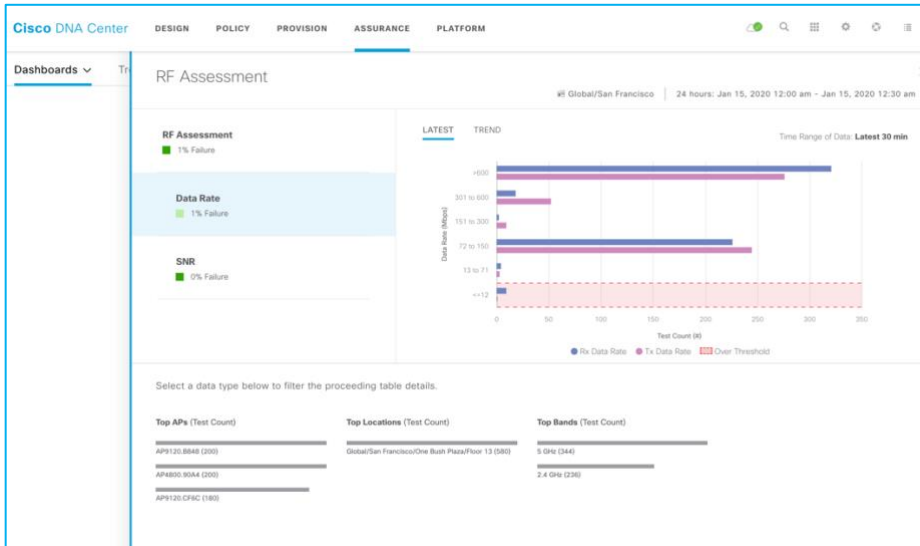 Cisco DNA Center DESIGN POLICY PROVISION ASSURANCE PLATFORM
Dashboards
RF Assessment
Global/San Francisco 24 hours: Jan 15, 2020 12:00 am - Jan 15, 2020 12:30 am
RF Assessment
1% Failure
Data Rate
1% Failure
SNR
0% Failure
LATEST TREND
Time Range of Data: Latest 30 min
Data Rate (Mbps)
>600
301 to 600
151 to 300
72 to 150
13 to 71
<=12
0 50 100 150 200 250 300 350
Test Count (#)
Rx Data Rate Tx Data Rate Over Threshold
Select a data type below to filter the proceeding table details.
Top APs (Test Count) Top Locations (Test Count) Top Bands (Test Count)
AP9120.B84B (200) Global/San Francisco/One Bush Plaza/Floor 13 (580) 5 GHz (344)
AP4800.90A4 (200) 2.4 GHz (236)
AP9120.CF6C (180)